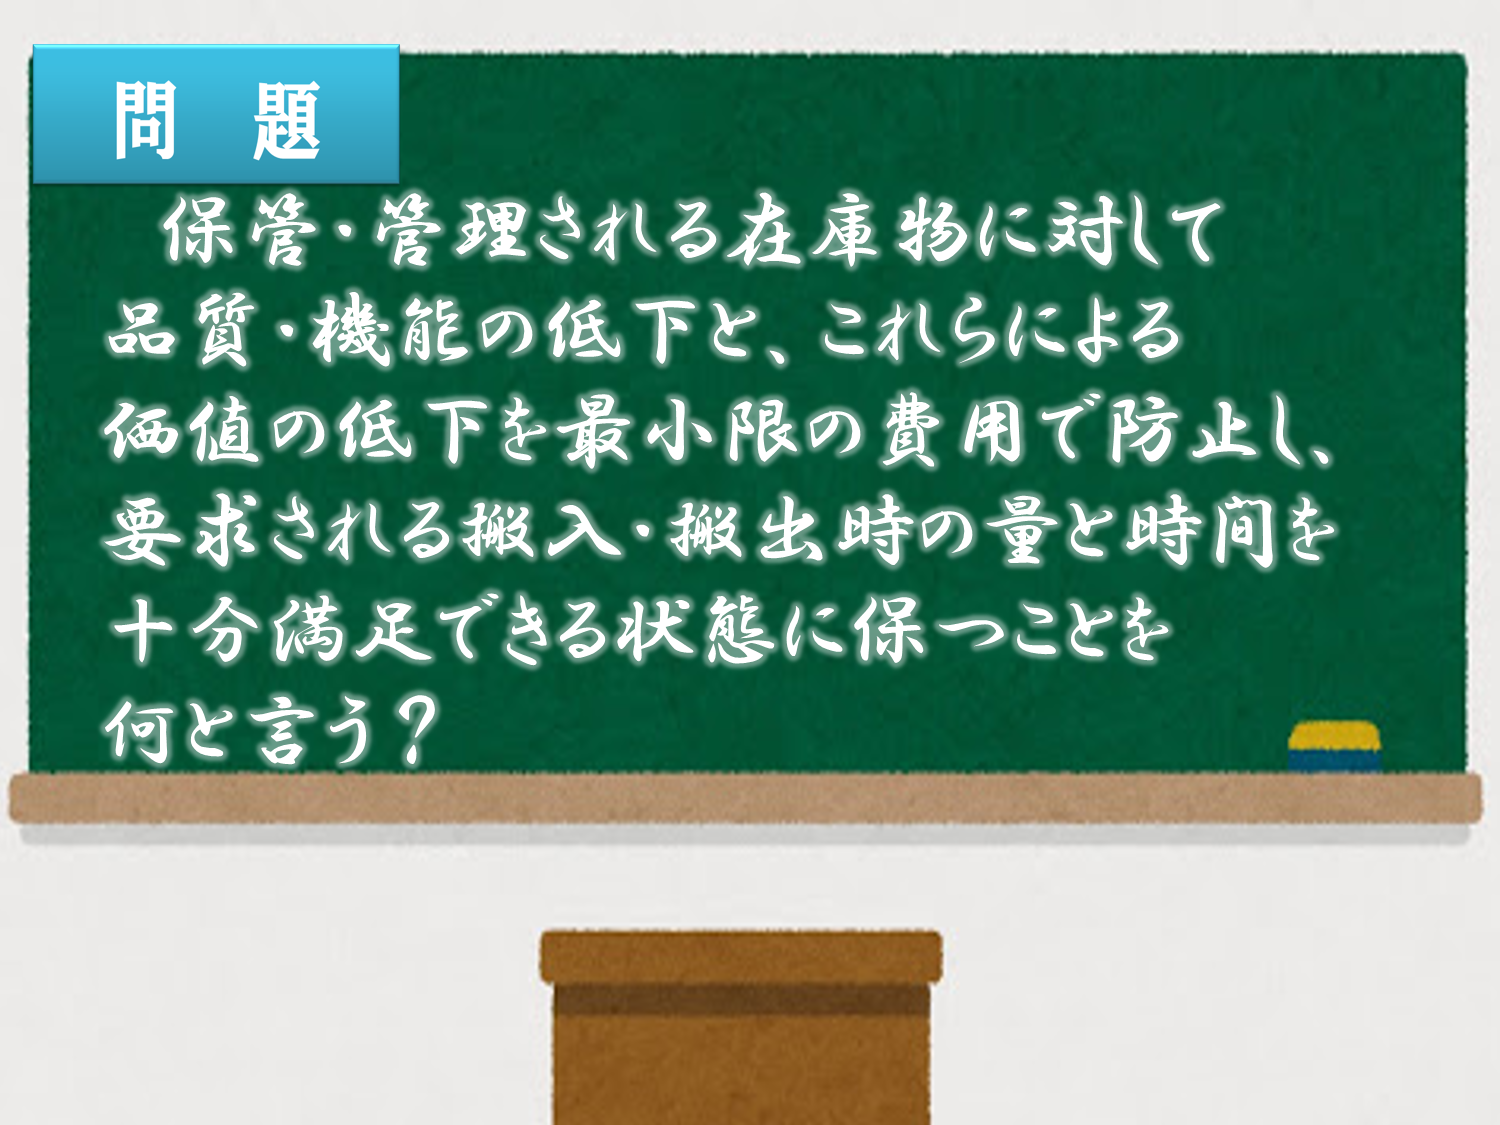 問　題
保管・管理される在庫物に対して
品質・機能の低下と、これらによる
価値の低下を最小限の費用で防止し、
要求される搬入・搬出時の量と時間を
十分満足できる状態に保つことを
何と言う？